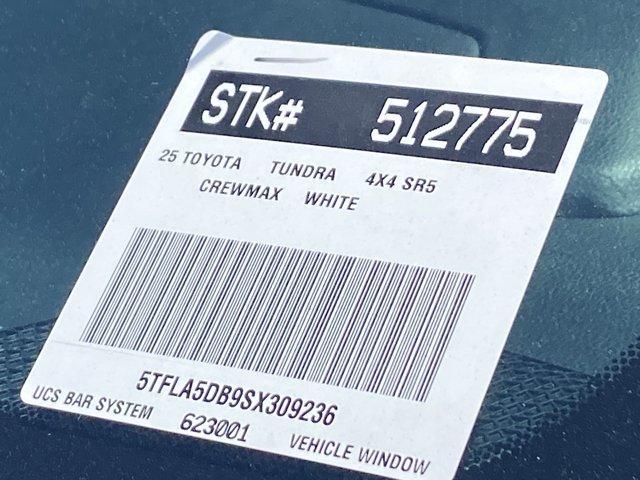 STK# 512775
25 TOYOTA TUNDRA 4X4 SR5
CREWMAX WHITE
5TFLA5DB9SX309236
UCS BAR SYSTEM 623001 VEHICLE WINDOW